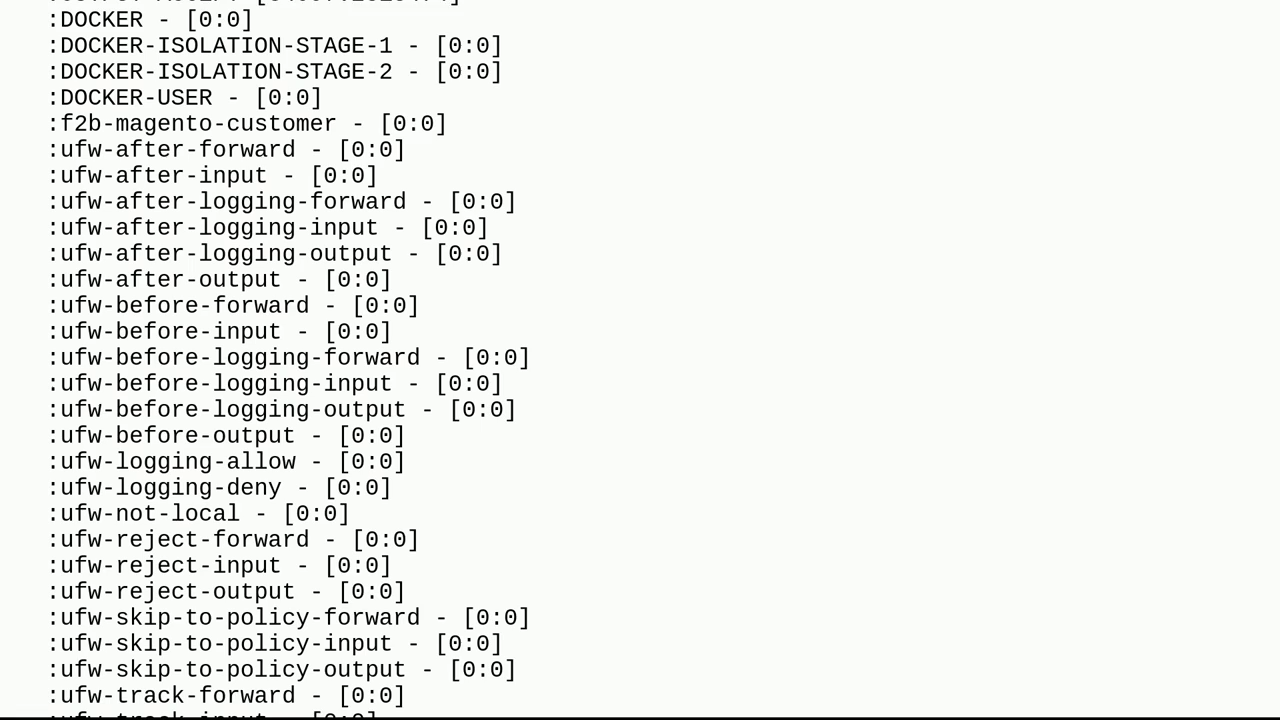 :DOCKER - [0:0]
:DOCKER-ISOLATION-STAGE-1 - [0:0]
:DOCKER-ISOLATION-STAGE-2 - [0:0]
:DOCKER-USER - [0:0]
:f2b-magento-customer - [0:0]
:ufw-after-forward - [0:0]
:ufw-after-input - [0:0]
:ufw-after-logging-forward - [0:0]
:ufw-after-logging-input - [0:0]
:ufw-after-logging-output - [0:0]
:ufw-after-output - [0:0]
:ufw-before-forward - [0:0]
:ufw-before-input - [0:0]
:ufw-before-logging-forward - [0:0]
:ufw-before-logging-input - [0:0]
:ufw-before-logging-output - [0:0]
:ufw-before-output - [0:0]
:ufw-logging-allow - [0:0]
:ufw-logging-deny - [0:0]
:ufw-not-local - [0:0]
:ufw-reject-forward - [0:0]
:ufw-reject-input - [0:0]
:ufw-reject-output - [0:0]
:ufw-skip-to-policy-forward - [0:0]
:ufw-skip-to-policy-input - [0:0]
:ufw-skip-to-policy-output - [0:0]
:ufw-track-forward - [0:0]
:ufw-track-input - [0:0]